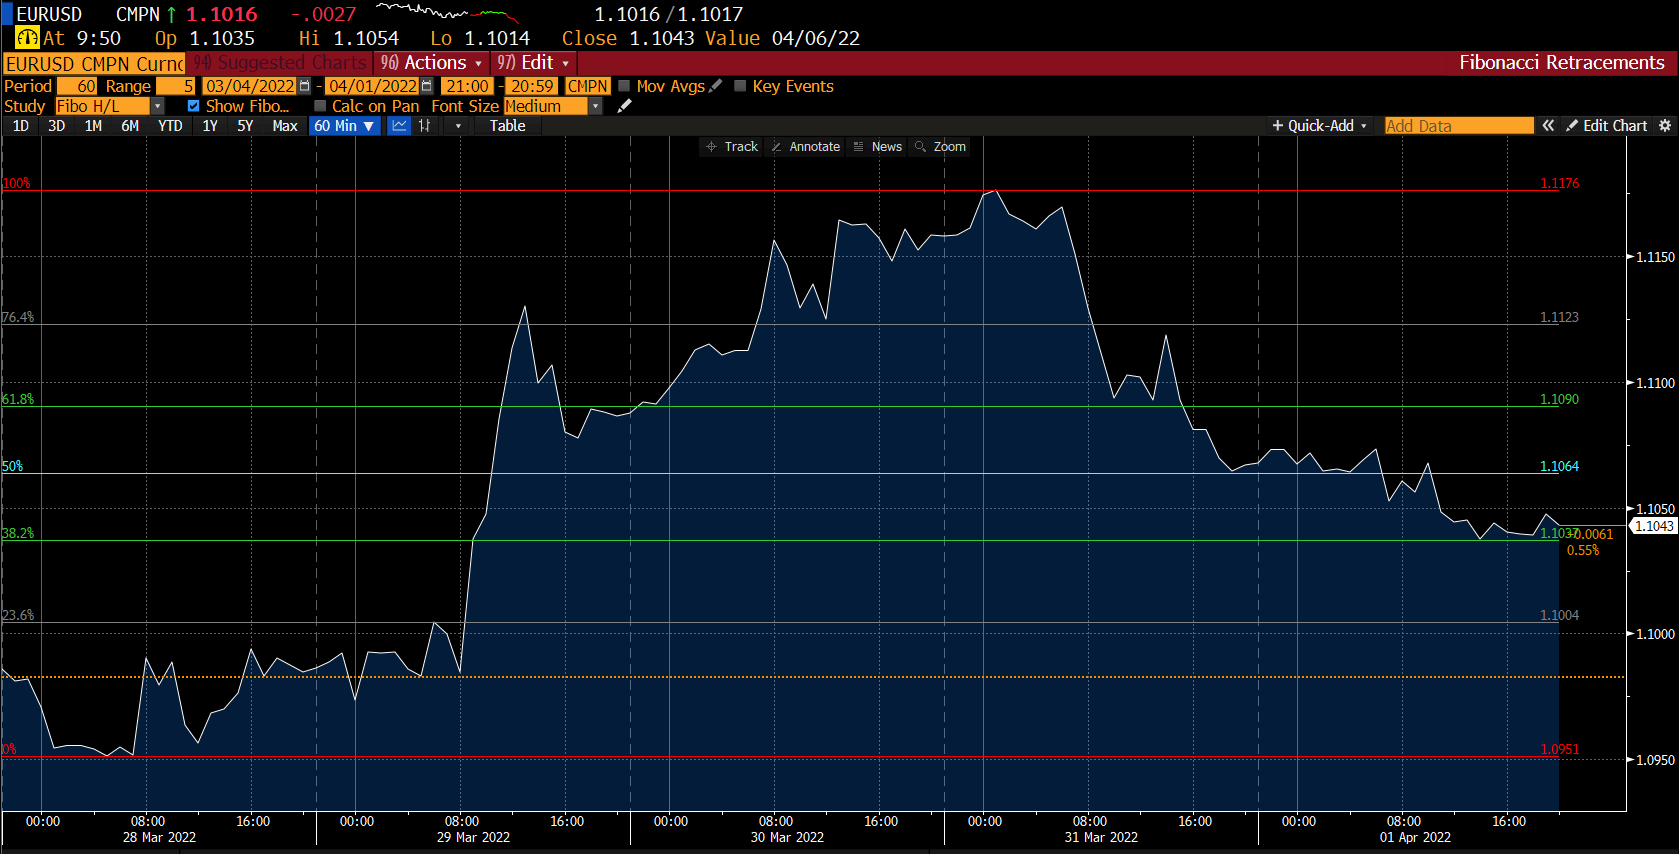 EURUSD CMPN ↑ 1.1016 -.0027 1.1016 / 1.1017
At 9:50 Op 1.1035 Hi 1.1054 Lo 1.1014 Close 1.1043 Value 04/06/22
EURUSD CMPN Curnc 94) Suggested Charts 96) Actions 97) Edit Fibonacci Retracements
Period 60 Range 5 03/04/2022 - 04/01/2022 21:00 - 20:59 CMPN Mov Avgs Key Events
Study Fibo H/L Show Fibo... Calc on Pan Font Size Medium
1D 3D 1M 6M YTD 1Y 5Y Max 60 Min ▼ Table + Quick-Add Add Data « Edit Chart
Track Annotate News Zoom
100% 1.1176
1.1150
76.4% 1.1123
1.1100
61.8% 1.1090
50% 1.1064
1.1050
1.1043
38.2% 1.1037 -0.0061
0.55%
23.6% 1.1004
1.1000
0% 1.0951
1.0950
00:00 08:00 16:00 00:00 08:00 16:00 00:00 08:00 16:00 00:00 08:00 16:00 00:00 08:00 16:00
28 Mar 2022 29 Mar 2022 30 Mar 2022 31 Mar 2022 01 Apr 2022